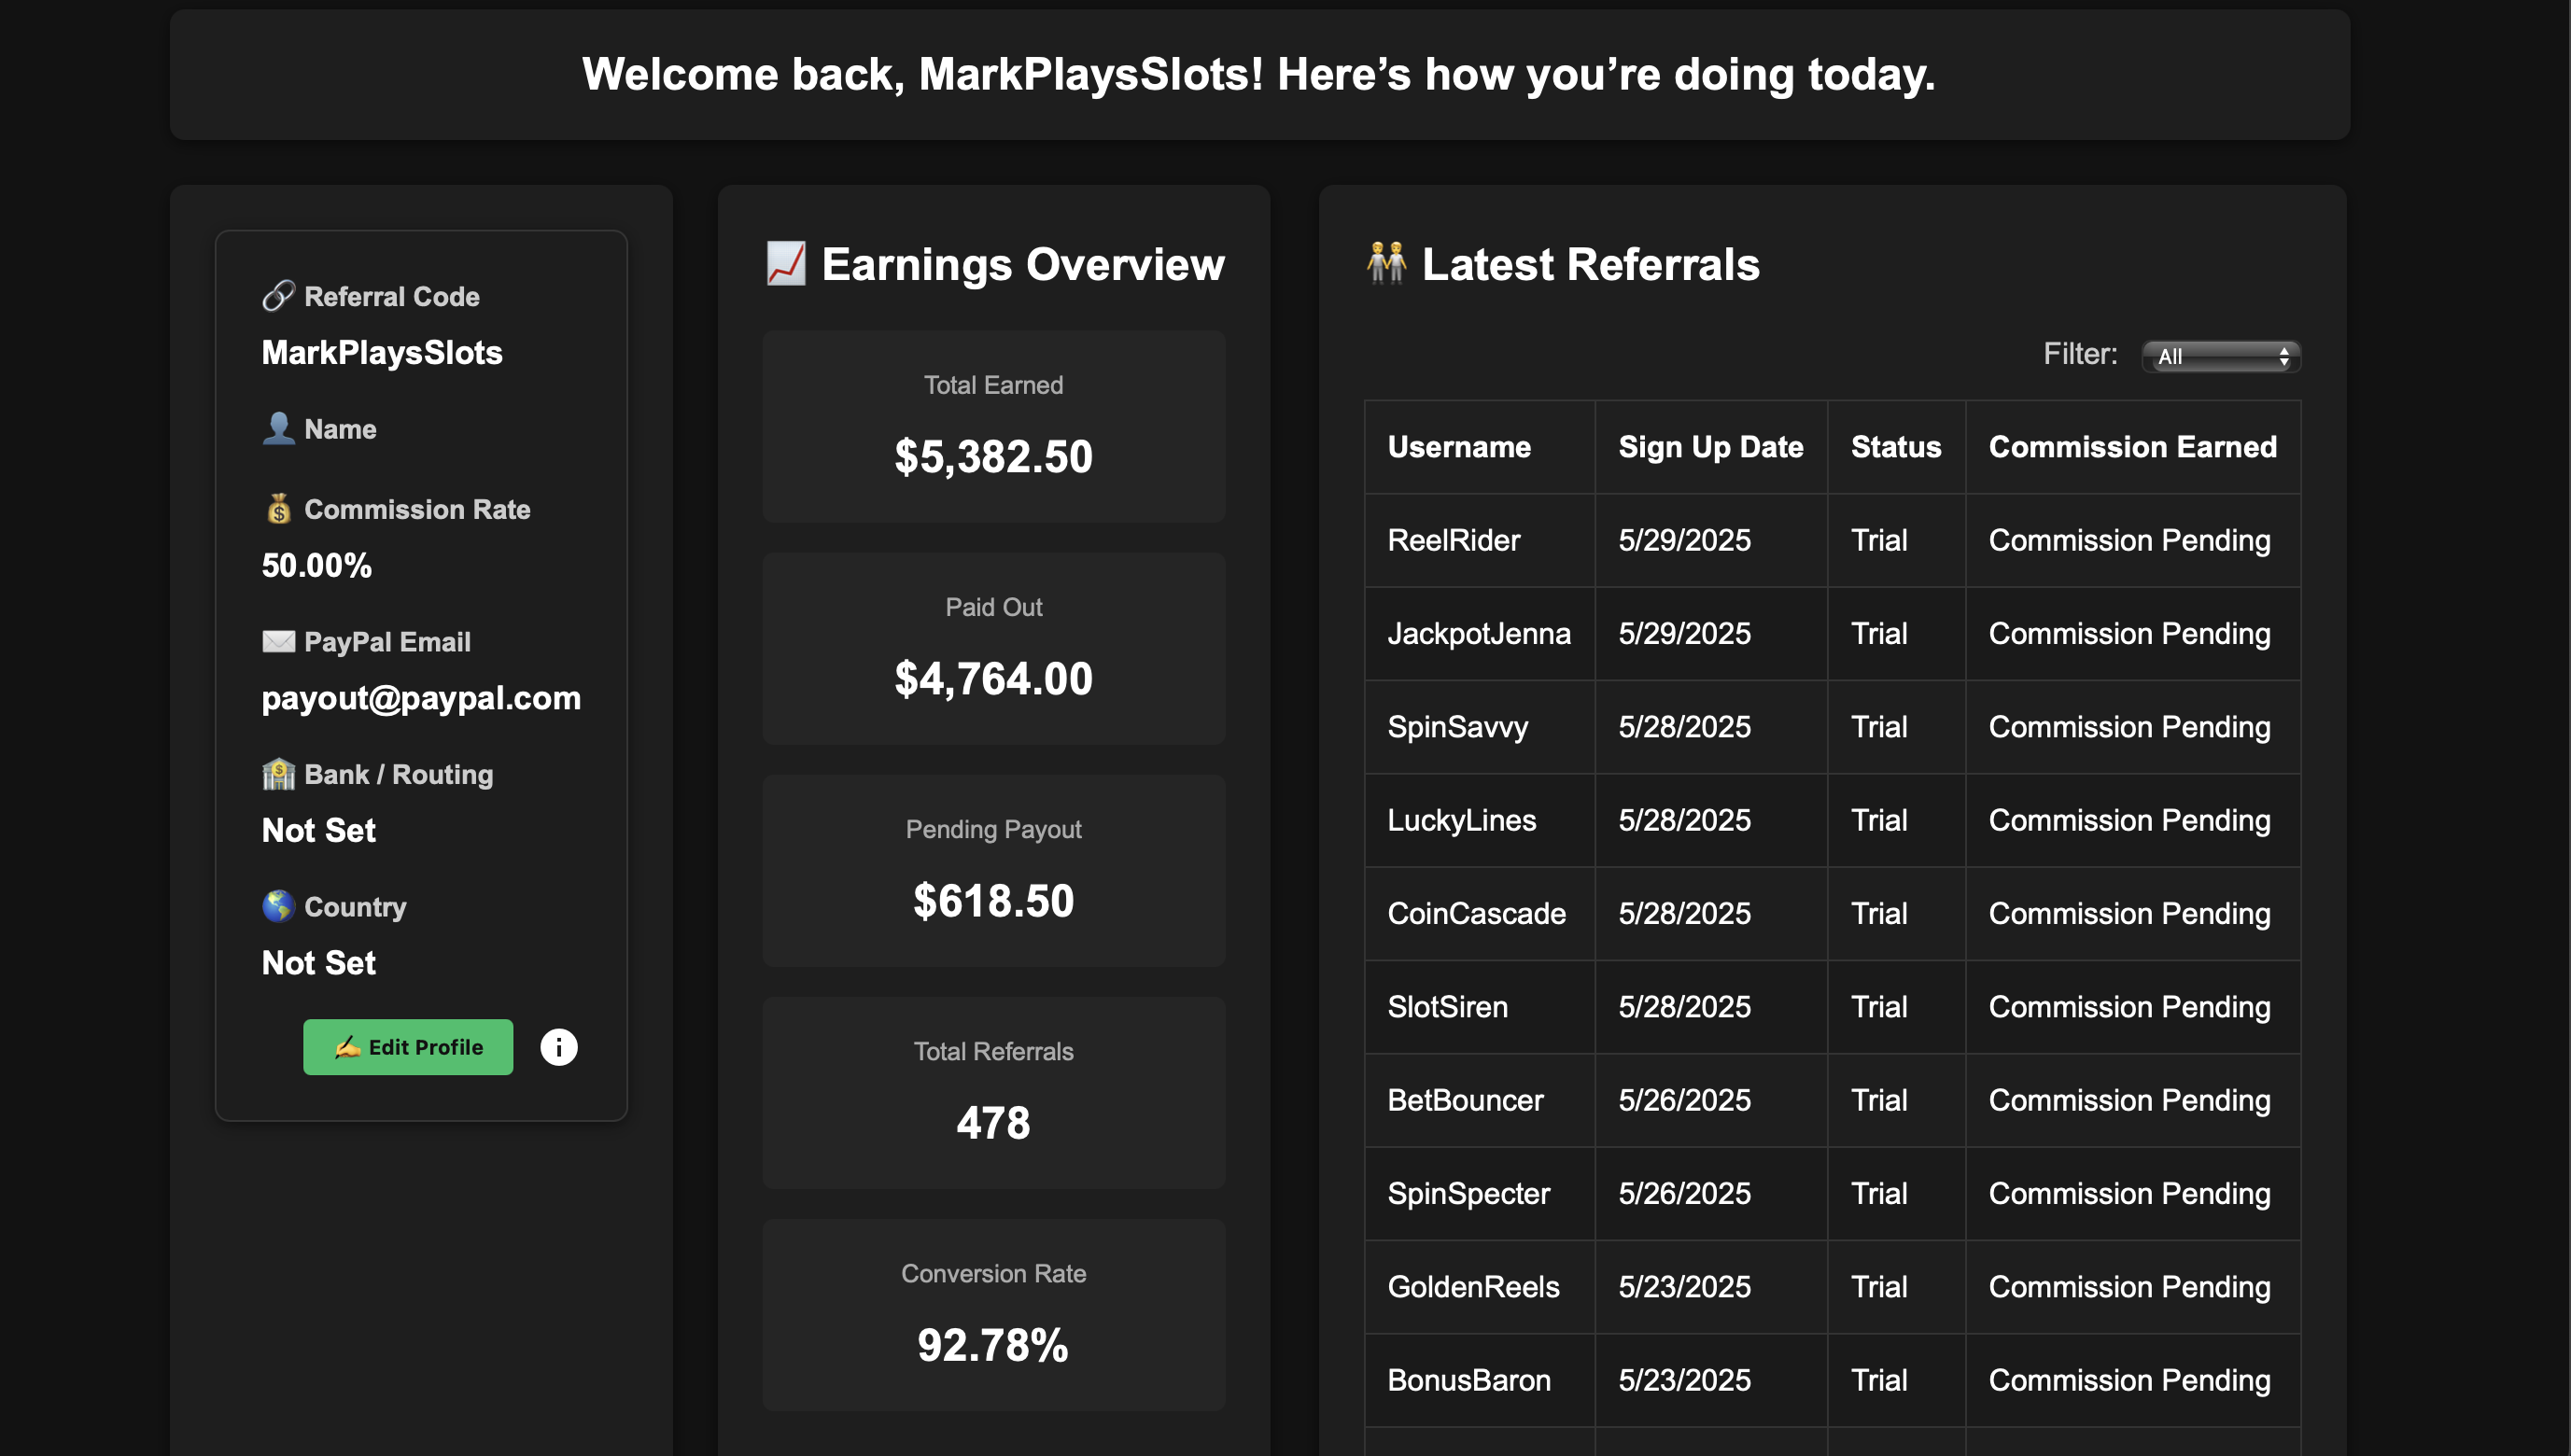 Welcome back, MarkPlaysSlots! Here’s how you’re doing today.
🔗 Referral Code
MarkPlaysSlots
👤 Name
💰 Commission Rate
50.00%
✉️ PayPal Email
payout@paypal.com
🏦 Bank / Routing
Not Set
🌎 Country
Not Set
✍️ Edit Profile
i
📈 Earnings Overview
Total Earned
$5,382.50
Paid Out
$4,764.00
Pending Payout
$618.50
Total Referrals
478
Conversion Rate
92.78%
🧑‍🤝‍🧑 Latest Referrals
Filter: All
Username Sign Up Date Status Commission Earned
ReelRider 5/29/2025 Trial Commission Pending
JackpotJenna 5/29/2025 Trial Commission Pending
SpinSavvy 5/28/2025 Trial Commission Pending
LuckyLines 5/28/2025 Trial Commission Pending
CoinCascade 5/28/2025 Trial Commission Pending
SlotSiren 5/28/2025 Trial Commission Pending
BetBouncer 5/26/2025 Trial Commission Pending
SpinSpecter 5/26/2025 Trial Commission Pending
GoldenReels 5/23/2025 Trial Commission Pending
BonusBaron 5/23/2025 Trial Commission Pending